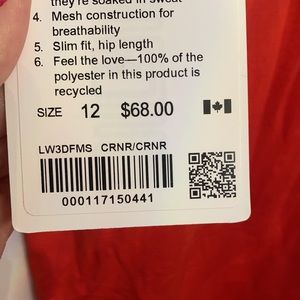 they're soaked in sweat
4. Mesh construction for
breathability
5. Slim fit, hip length
6. Feel the love—100% of the
polyester in this product is
recycled
SIZE 12 $68.00
LW3DFMS CRNR/CRNR
000117150441